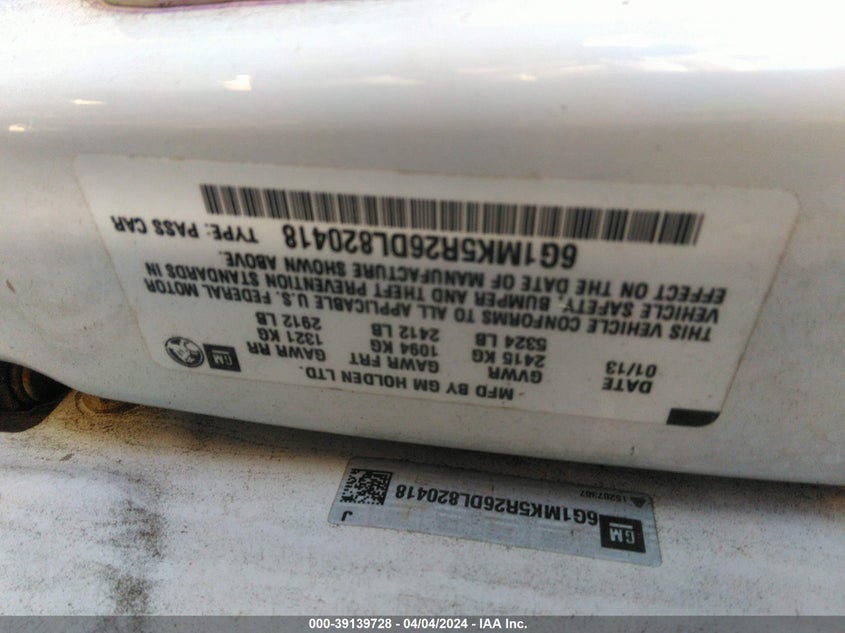 MFD BY GM HOLDEN LTD.
GM
DATE GVWR GAWR FRT GAWR RR
01/13 2415 KG 1094 KG 1321 KG
5324 LB 2412 LB 2912 LB
THIS VEHICLE CONFORMS TO ALL APPLICABLE U.S. FEDERAL MOTOR
VEHICLE SAFETY, BUMPER AND THEFT PREVENTION STANDARDS IN
EFFECT ON THE DATE OF MANUFACTURE SHOWN ABOVE.
6G1MK5R26DL820418 TYPE: PASS CAR
GM
6G1MK5R26DL820418
J
000-39139728 - 04/04/2024 - IAA Inc.